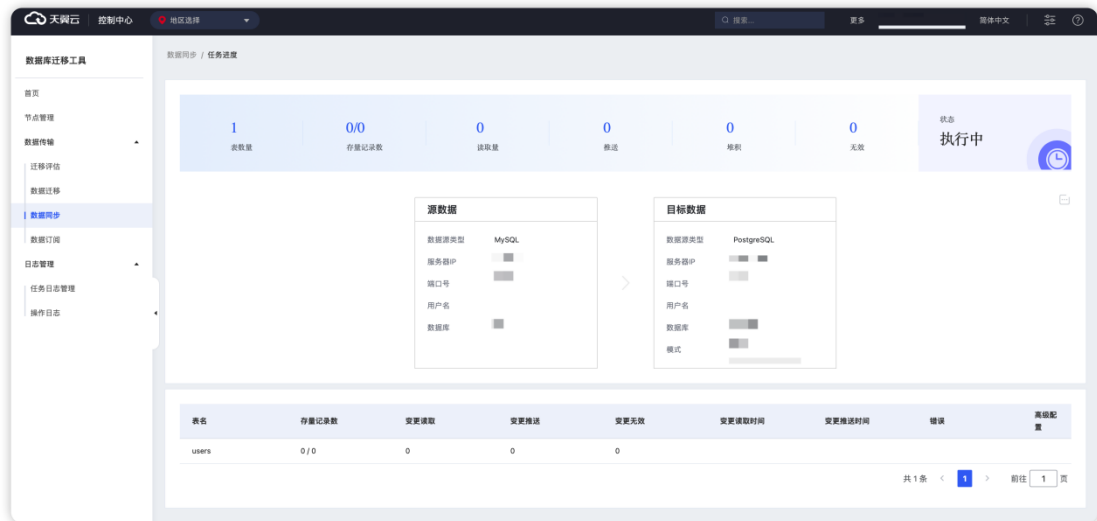 天翼云 控制中心 地区选择 搜索... 更多 简体中文
数据库迁移工具
首页
节点管理
数据传输
迁移评估
数据迁移
数据同步
数据订阅
日志管理
任务日志管理
操作日志
数据同步 / 任务进度
1 0/0 0 0 0 0
表数量 存量记录数 读取量 推送 堆积 无效
状态
执行中
源数据
数据源类型 MySQL
服务器IP
端口号
用户名
数据库
目标数据
数据源类型 PostgreSQL
服务器IP
端口号
用户名
数据库
模式
表名 存量记录数 变更读取 变更推送 变更无效 变更读取时间 变更推送时间 错误 高级配
置
users 0 / 0 0 0 0
共 1 条 < 1 > 前往 1 页